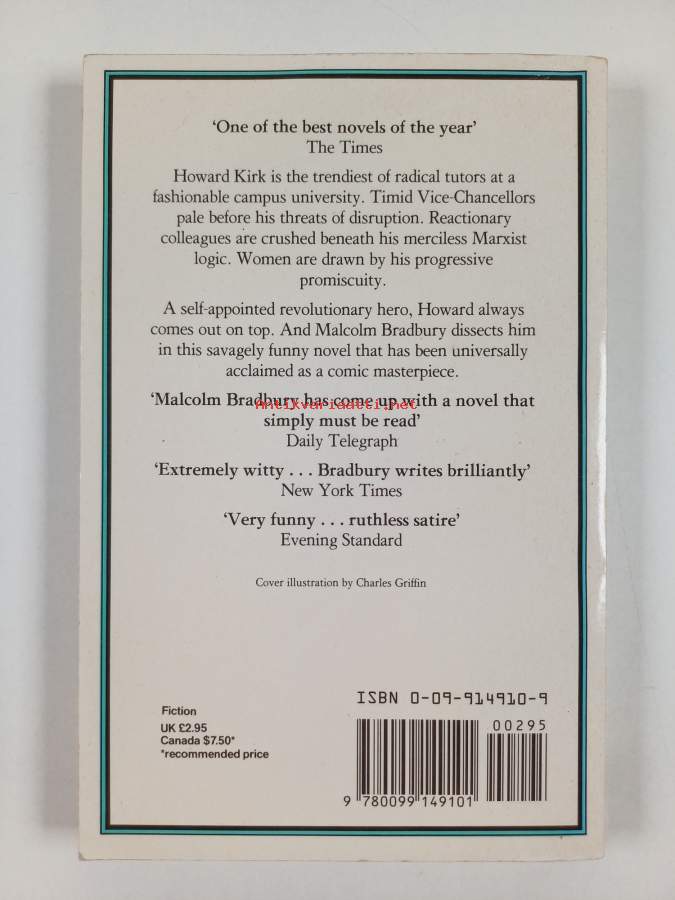 ‘One of the best novels of the year’
The Times
Howard Kirk is the trendiest of radical tutors at a
fashionable campus university. Timid Vice-Chancellors
pale before his threats of disruption. Reactionary
colleagues are crushed beneath his merciless Marxist
logic. Women are drawn by his progressive
promiscuity.
A self-appointed revolutionary hero, Howard always
comes out on top. And Malcolm Bradbury dissects him
in this savagely funny novel that has been universally
acclaimed as a comic masterpiece.
‘Malcolm Bradbury has come up with a novel that
Antikvariaatti.net
simply must be read’
Daily Telegraph
‘Extremely witty . . . Bradbury writes brilliantly’
New York Times
‘Very funny . . . ruthless satire’
Evening Standard
Cover illustration by Charles Griffin
Fiction
UK £2.95
Canada $7.50*
*recommended price
ISBN 0-09-914910-9
00295
9 780099 149101